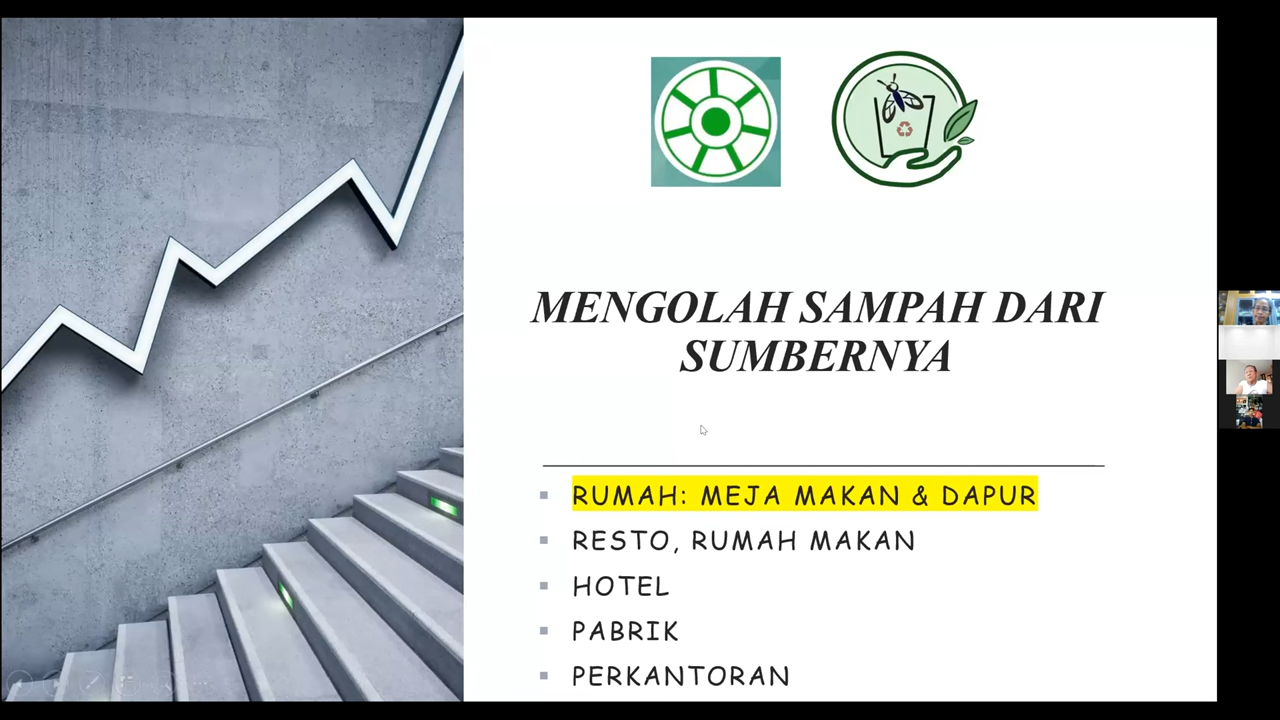 MENGOLAH SAMPAH DARI
SUMBERNYA
RUMAH: MEJA MAKAN & DAPUR
RESTO, RUMAH MAKAN
HOTEL
PABRIK
PERKANTORAN